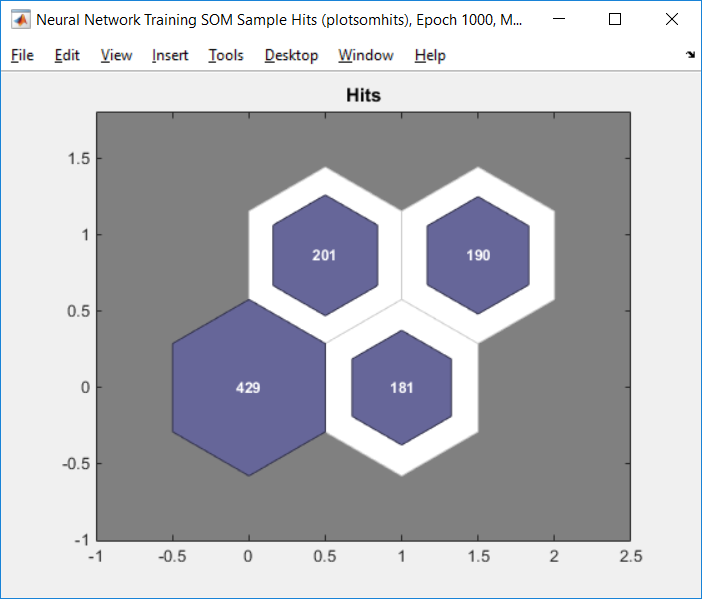 Neural Network Training SOM Sample Hits (plotsomhits), Epoch 1000, M...
File Edit View Insert Tools Desktop Window Help
Hits
1.5
1
0.5
0
-0.5
-1
201
190
429
181
-1 -0.5 0 0.5 1 1.5 2 2.5